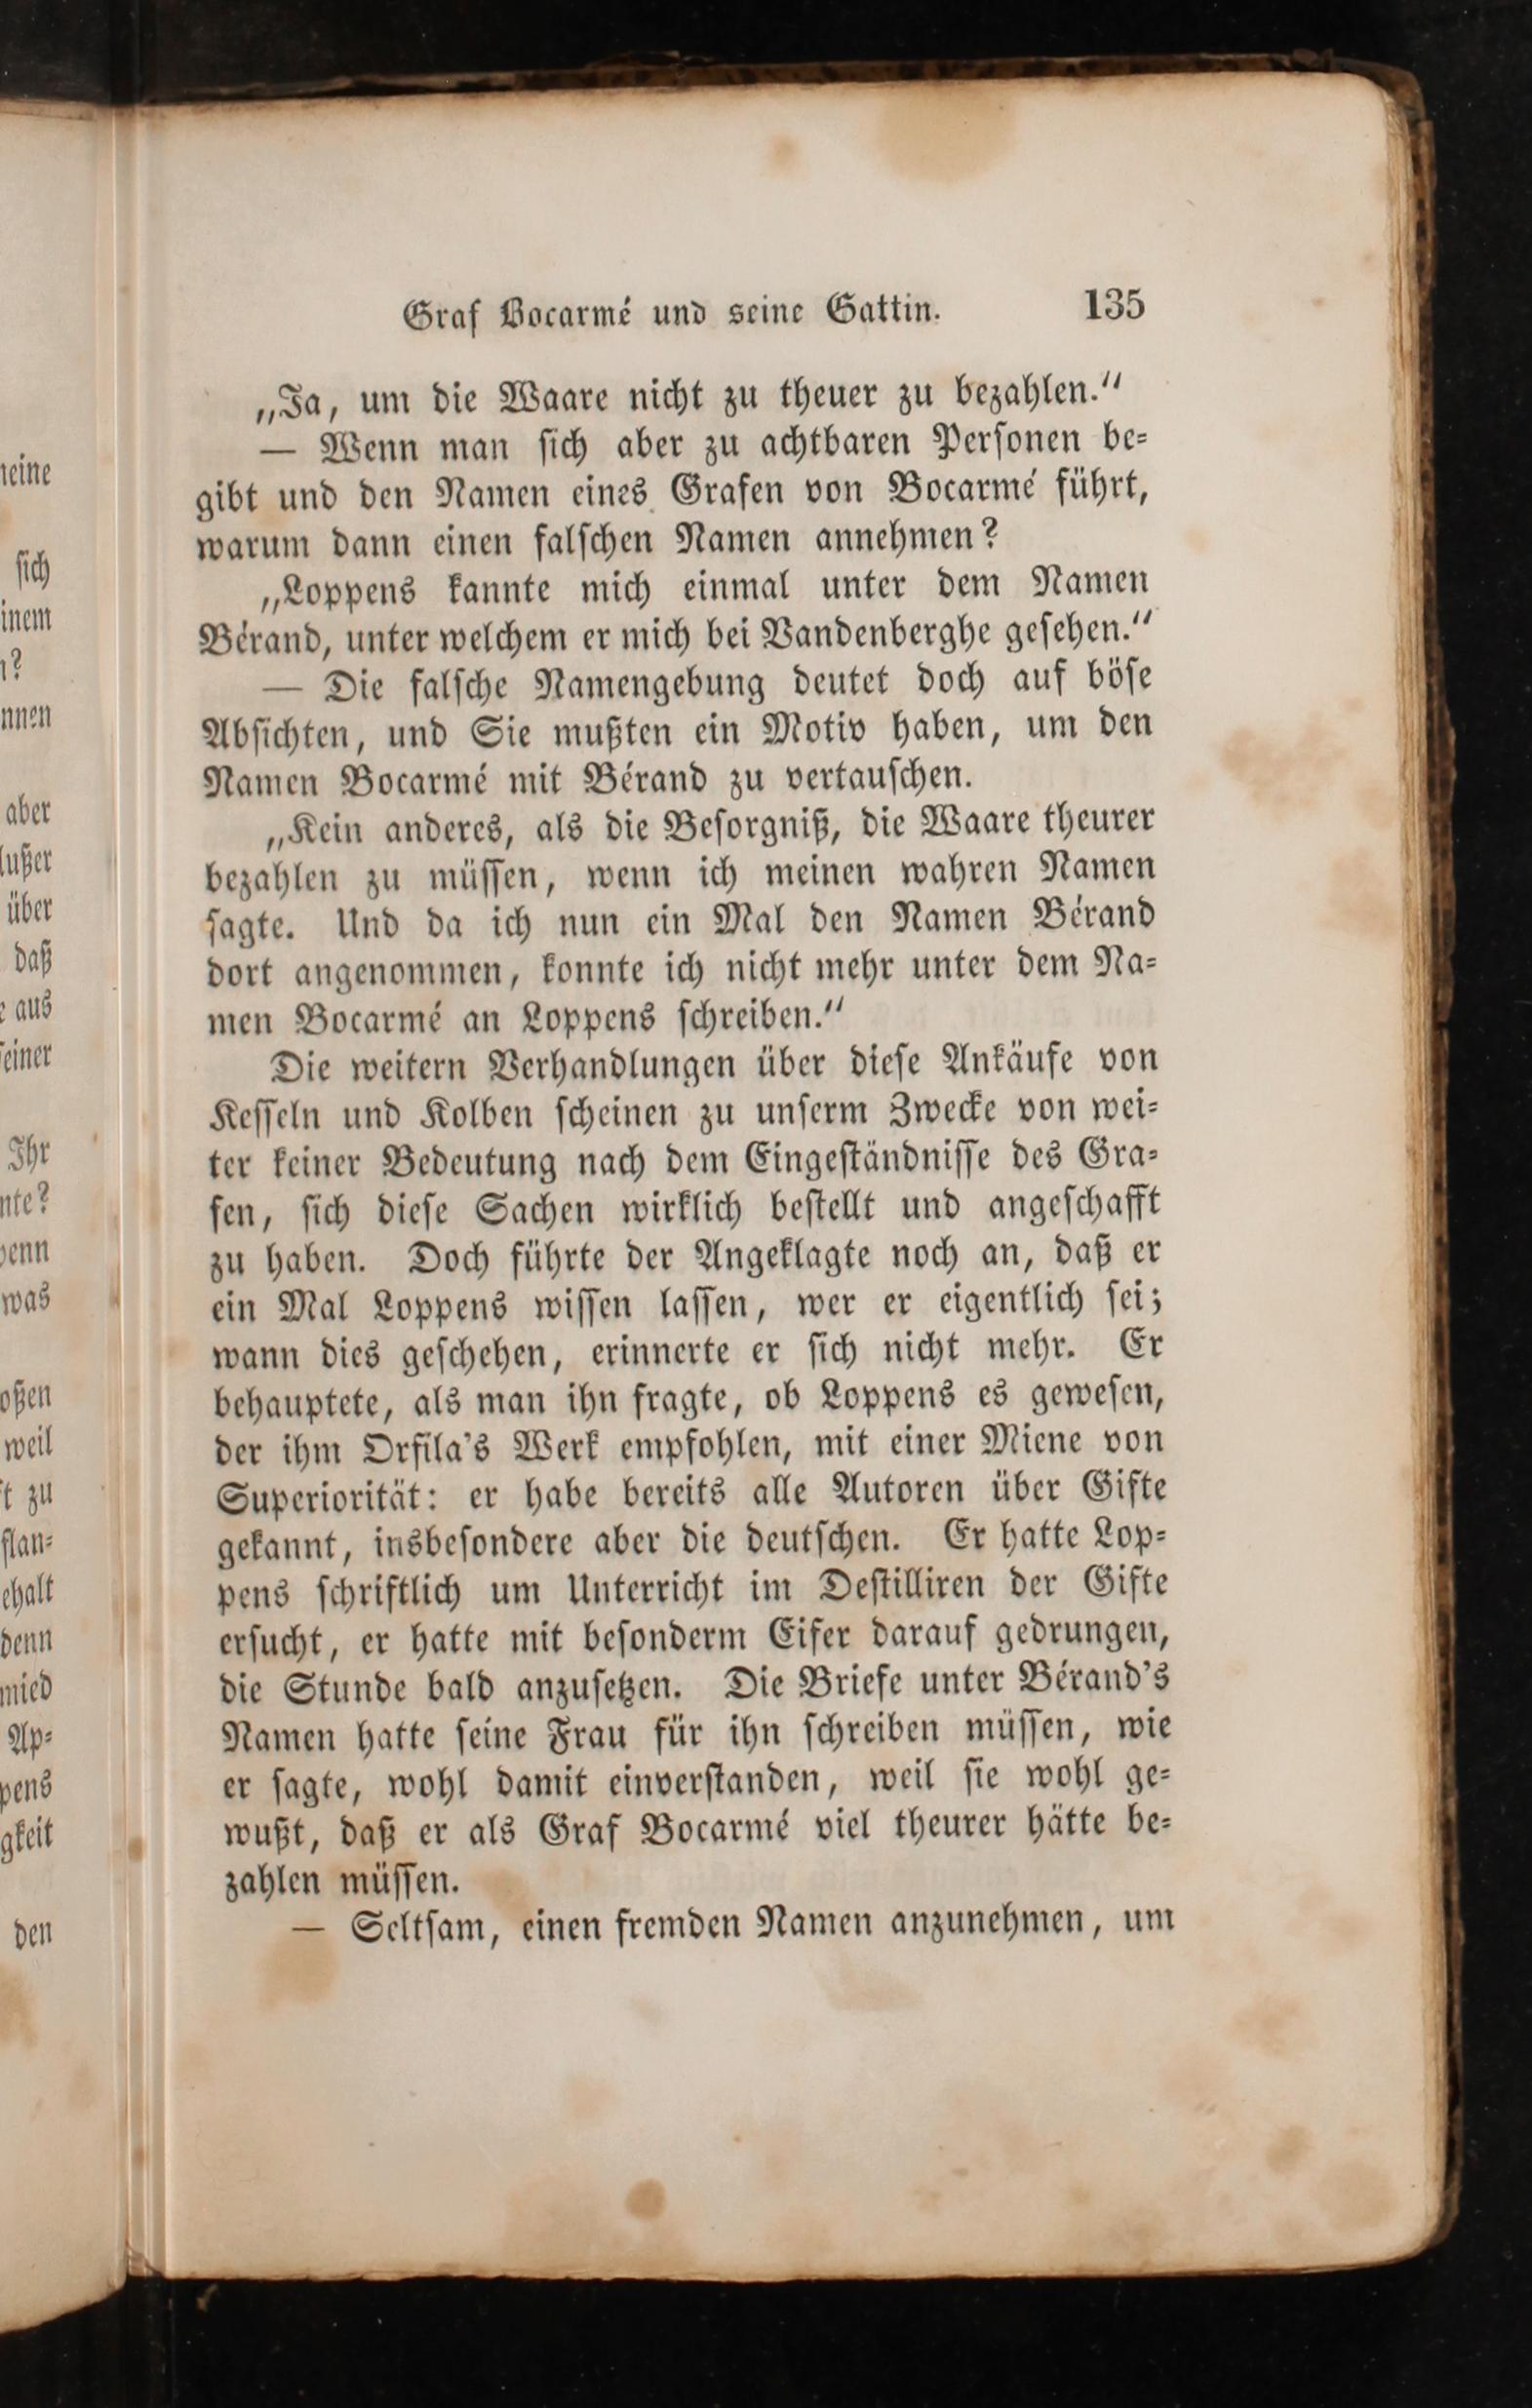 Graf Bocarmé und seine Gattin. 135
„Ja, um die Waare nicht zu theuer zu bezahlen.“
— Wenn man sich aber zu achtbaren Personen be-
gibt und den Namen eines Grafen von Bocarmé führt,
warum dann einen falschen Namen annehmen?
„Loppens kannte mich einmal unter dem Namen
Bérand, unter welchem er mich bei Vandenberghe gesehen.“
— Die falsche Namengebung deutet doch auf böse
Absichten, und Sie mußten ein Motiv haben, um den
Namen Bocarmé mit Bérand zu vertauschen.
„Kein anderes, als die Besorgniß, die Waare theurer
bezahlen zu müssen, wenn ich meinen wahren Namen
sagte. Und da ich nun ein Mal den Namen Bérand
dort angenommen, konnte ich nicht mehr unter dem Na-
men Bocarmé an Loppens schreiben.“
Die weitern Verhandlungen über diese Ankäufe von
Kesseln und Kolben scheinen zu unserm Zwecke von wei-
ter keiner Bedeutung nach dem Eingeständnisse des Gra-
fen, sich diese Sachen wirklich bestellt und angeschafft
zu haben. Doch führte der Angeklagte noch an, daß er
ein Mal Loppens wissen lassen, wer er eigentlich sei;
wann dies geschehen, erinnerte er sich nicht mehr. Er
behauptete, als man ihn fragte, ob Loppens es gewesen,
der ihm Orfila's Werk empfohlen, mit einer Miene von
Superiorität: er habe bereits alle Autoren über Gifte
gekannt, insbesondere aber die deutschen. Er hatte Lop-
pens schriftlich um Unterricht im Destilliren der Gifte
ersucht, er hatte mit besonderm Eifer darauf gedrungen,
die Stunde bald anzusetzen. Die Briefe unter Bérand's
Namen hatte seine Frau für ihn schreiben müssen, wie
er sagte, wohl damit einverstanden, weil sie wohl ge-
wußt, daß er als Graf Bocarmé viel theurer hätte be-
zahlen müssen.
— Seltsam, einen fremden Namen anzunehmen, um